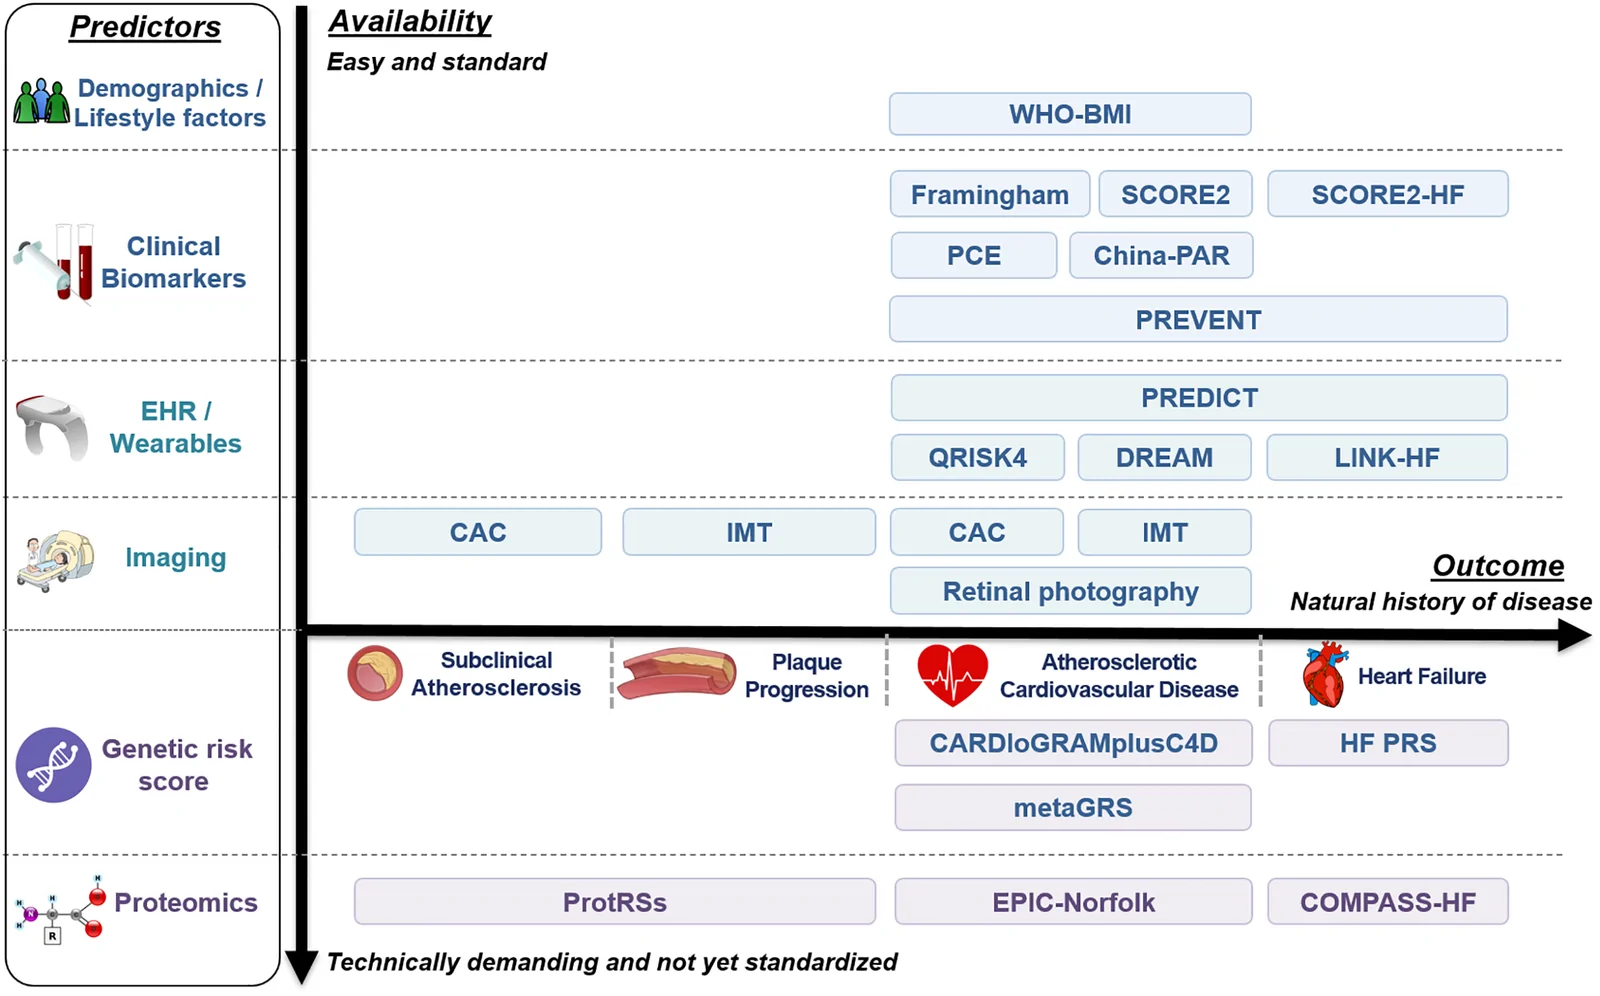 Predictors
Availability
Easy and standard
Demographics /
Lifestyle factors
WHO-BMI
Clinical
Biomarkers
Framingham
SCORE2
SCORE2-HF
PCE
China-PAR
PREVENT
EHR /
Wearables
PREDICT
QRISK4
DREAM
LINK-HF
Imaging
CAC
IMT
CAC
IMT
Retinal photography
Outcome
Natural history of disease
Subclinical
Atherosclerosis
Plaque
Progression
Atherosclerotic
Cardiovascular Disease
Heart Failure
Genetic risk
score
CARDIoGRAMplusC4D
HF PRS
metaGRS
Proteomics
H
H
N
H
H
C
C
O
O
R
ProtRSs
EPIC-Norfolk
COMPASS-HF
Technically demanding and not yet standardized